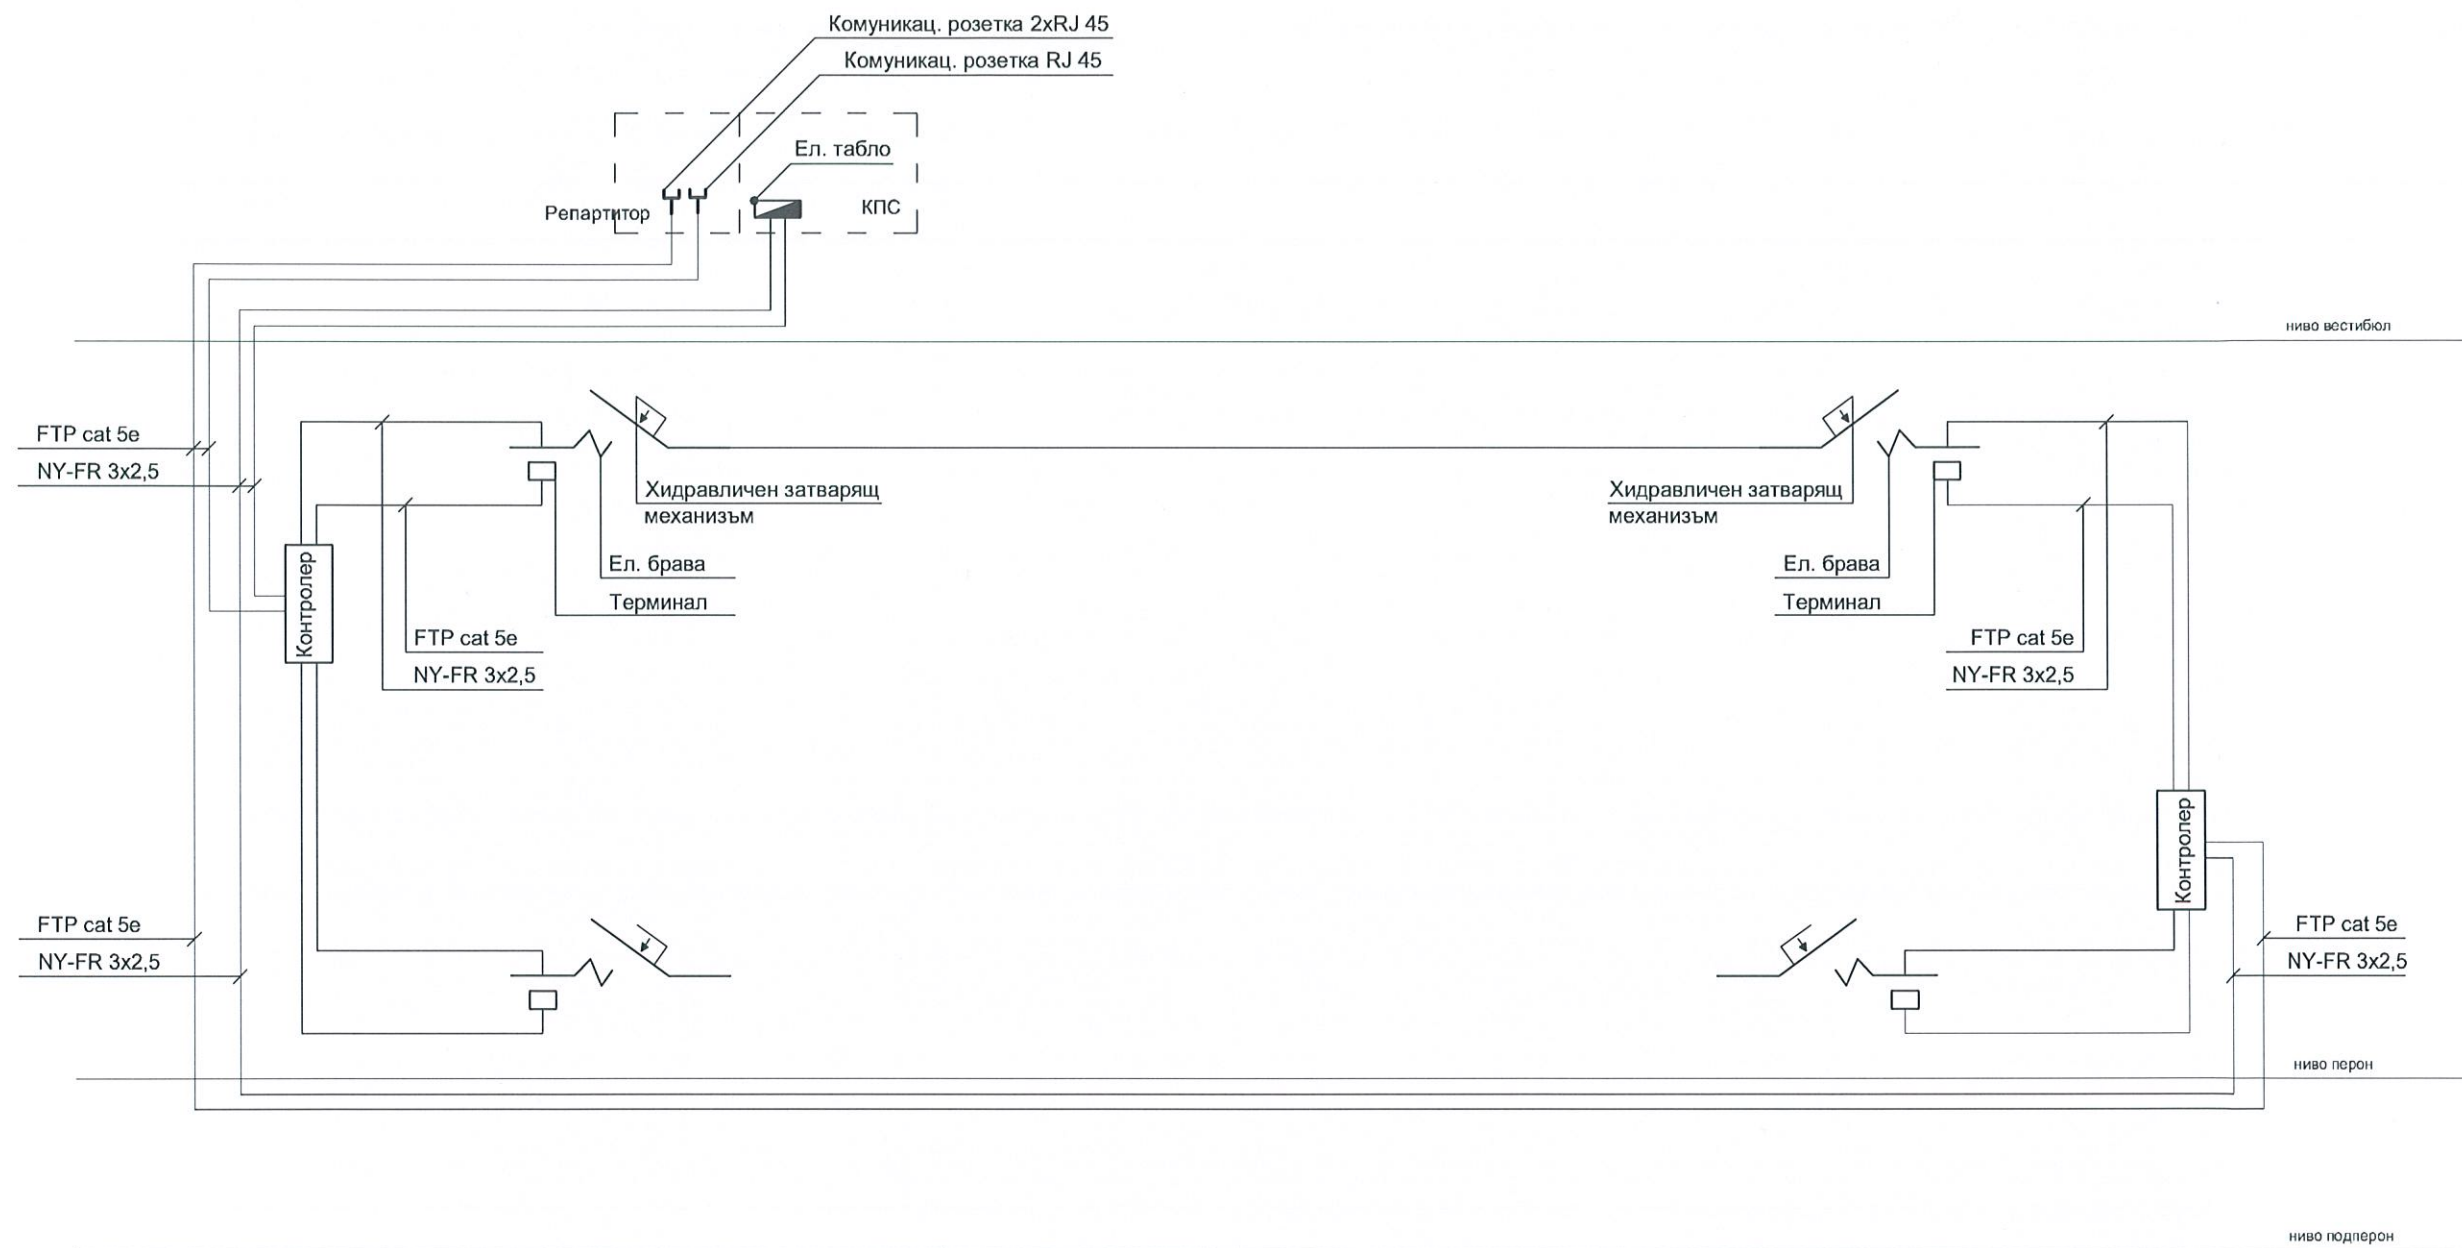 Комуникац. розетка 2xRJ 45
Комуникац. розетка RJ 45
Ел. табло
Репартитор
КПС
ниво вестибюл
FTP cat 5e
NY-FR 3x2,5
Хидравличен затварящ
механизъм
Ел. брава
Терминал
FTP cat 5e
NY-FR 3x2,5
Контролер
Хидравличен затварящ
механизъм
Ел. брава
Терминал
FTP cat 5e
NY-FR 3x2,5
Контролер
FTP cat 5e
NY-FR 3x2,5
FTP cat 5e
NY-FR 3x2,5
ниво перон
ниво подперон